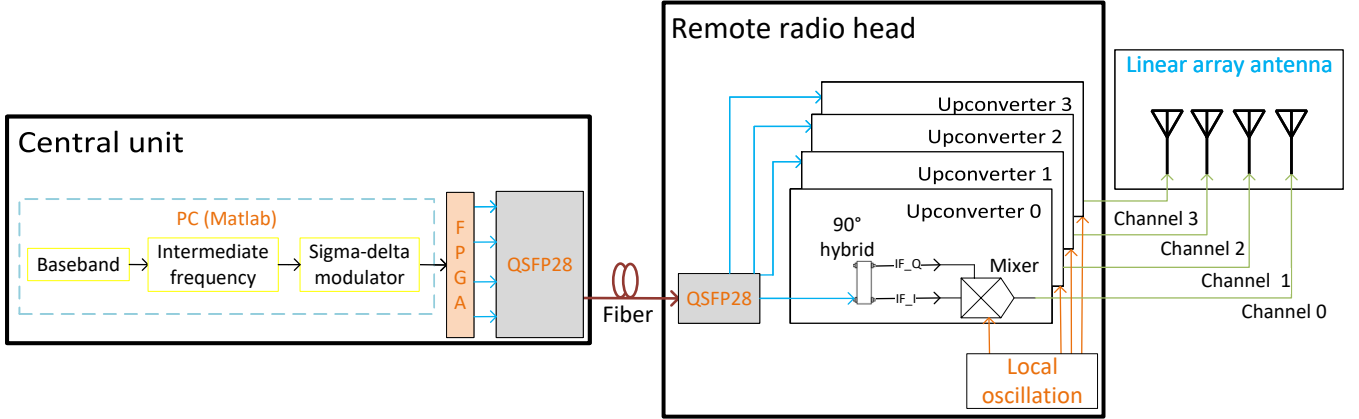 Central unit
PC (Matlab)
Baseband
Intermediate
frequency
Sigma-delta
modulator
F
P
G
A
QSFP28
Fiber
Remote radio head
QSFP28
Upconverter 3
Upconverter 2
Upconverter 1
Upconverter 0
90°
hybrid
IF_Q
IF_I
Mixer
Local
oscillation
Linear array antenna
Channel 3
Channel 2
Channel 1
Channel 0